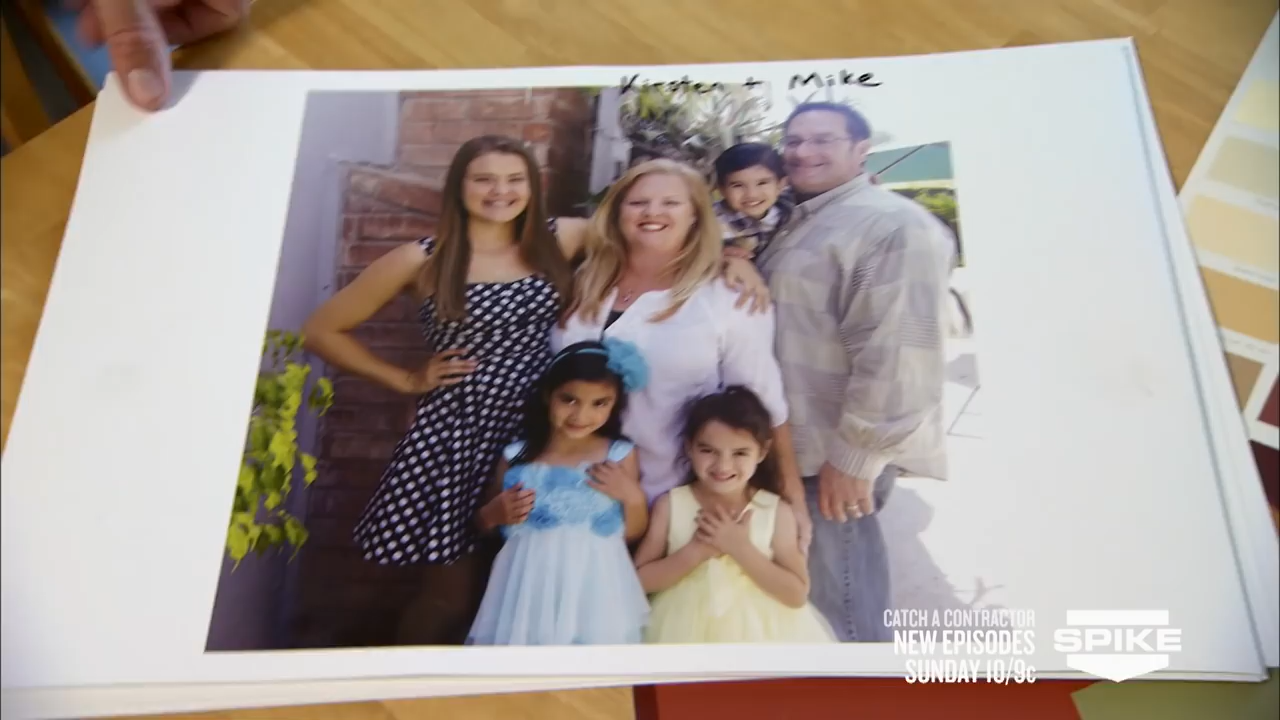 Kirsten + Mike
CATCH A CONTRACTOR
NEW EPISODES
SUNDAY 10/9c
SPIKE